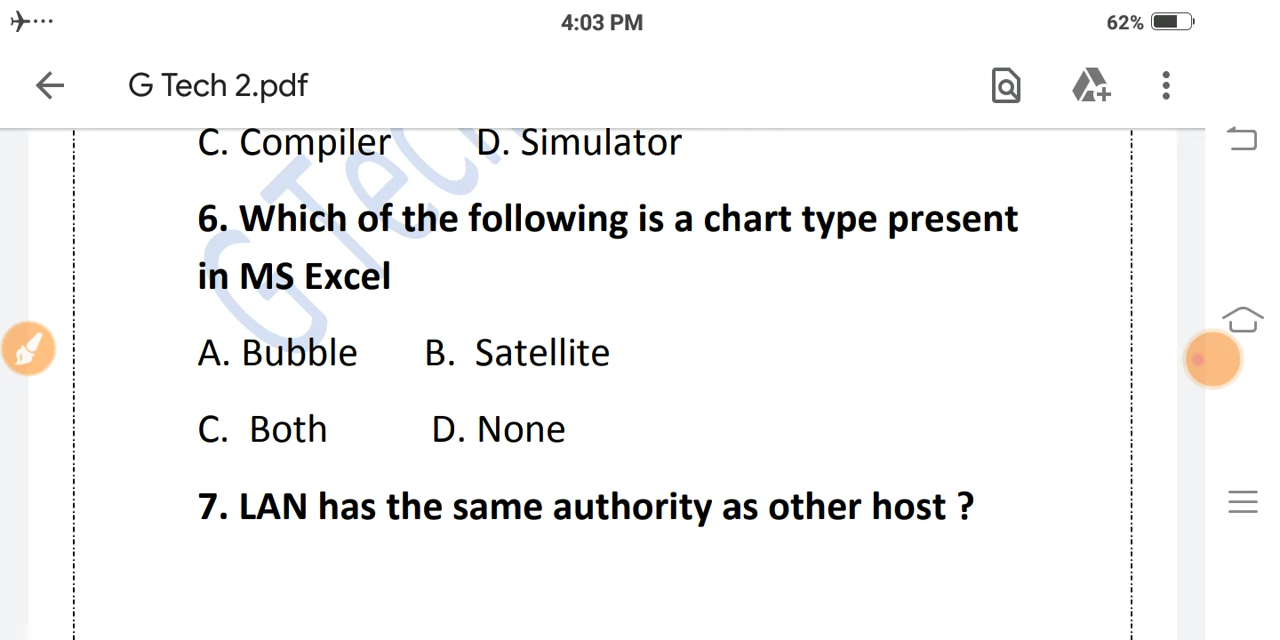 4:03 PM
62%
G Tech 2.pdf
C. Compiler D. Simulator
6. Which of the following is a chart type present
in MS Excel
A. Bubble B. Satellite
C. Both D. None
7. LAN has the same authority as other host ?
G Tech